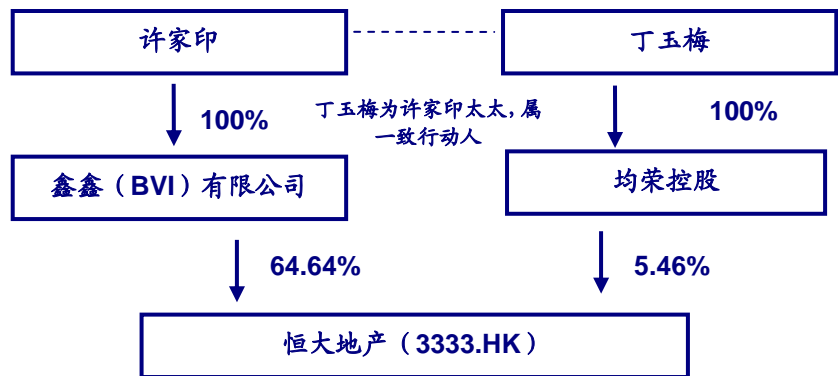 许家印
丁玉梅
100%
丁玉梅为许家印太太，属
一致行动人
100%
鑫鑫（BVI）有限公司
均荣控股
64.64%
5.46%
恒大地产（3333.HK）